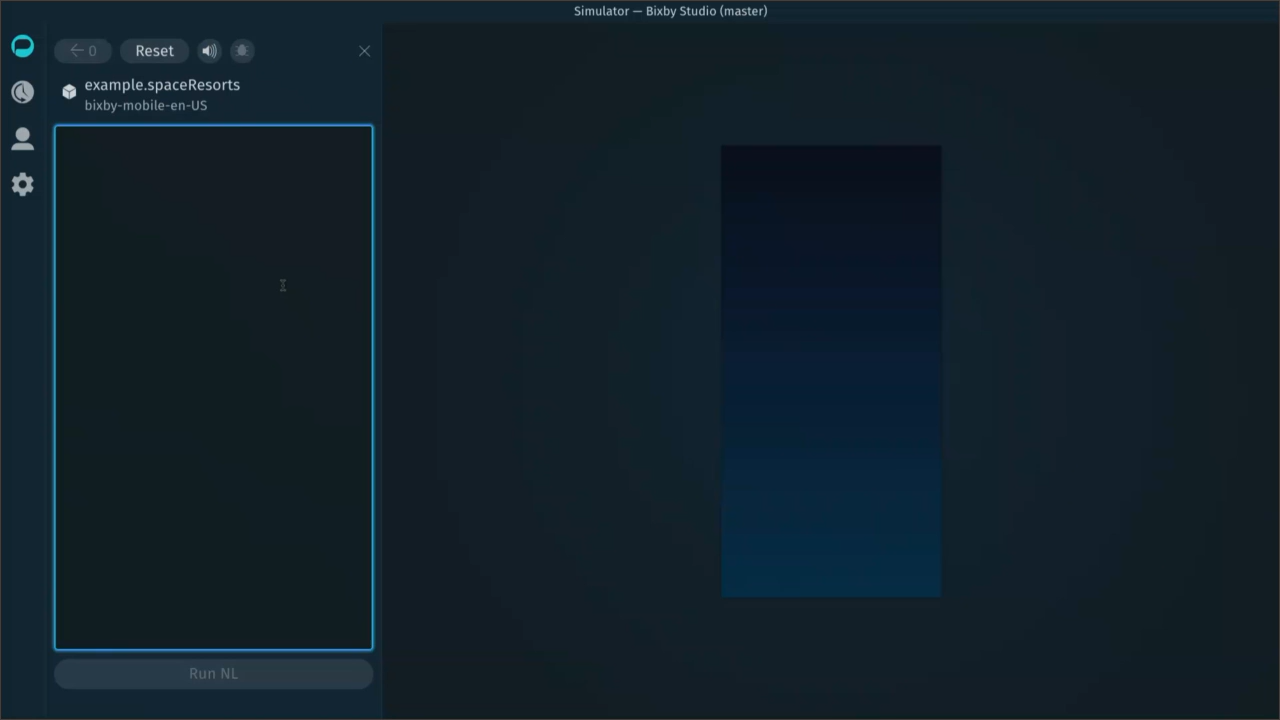 Simulator — Bixby Studio (master)
0
Reset
example.spaceResorts
bixby-mobile-en-US
Run NL